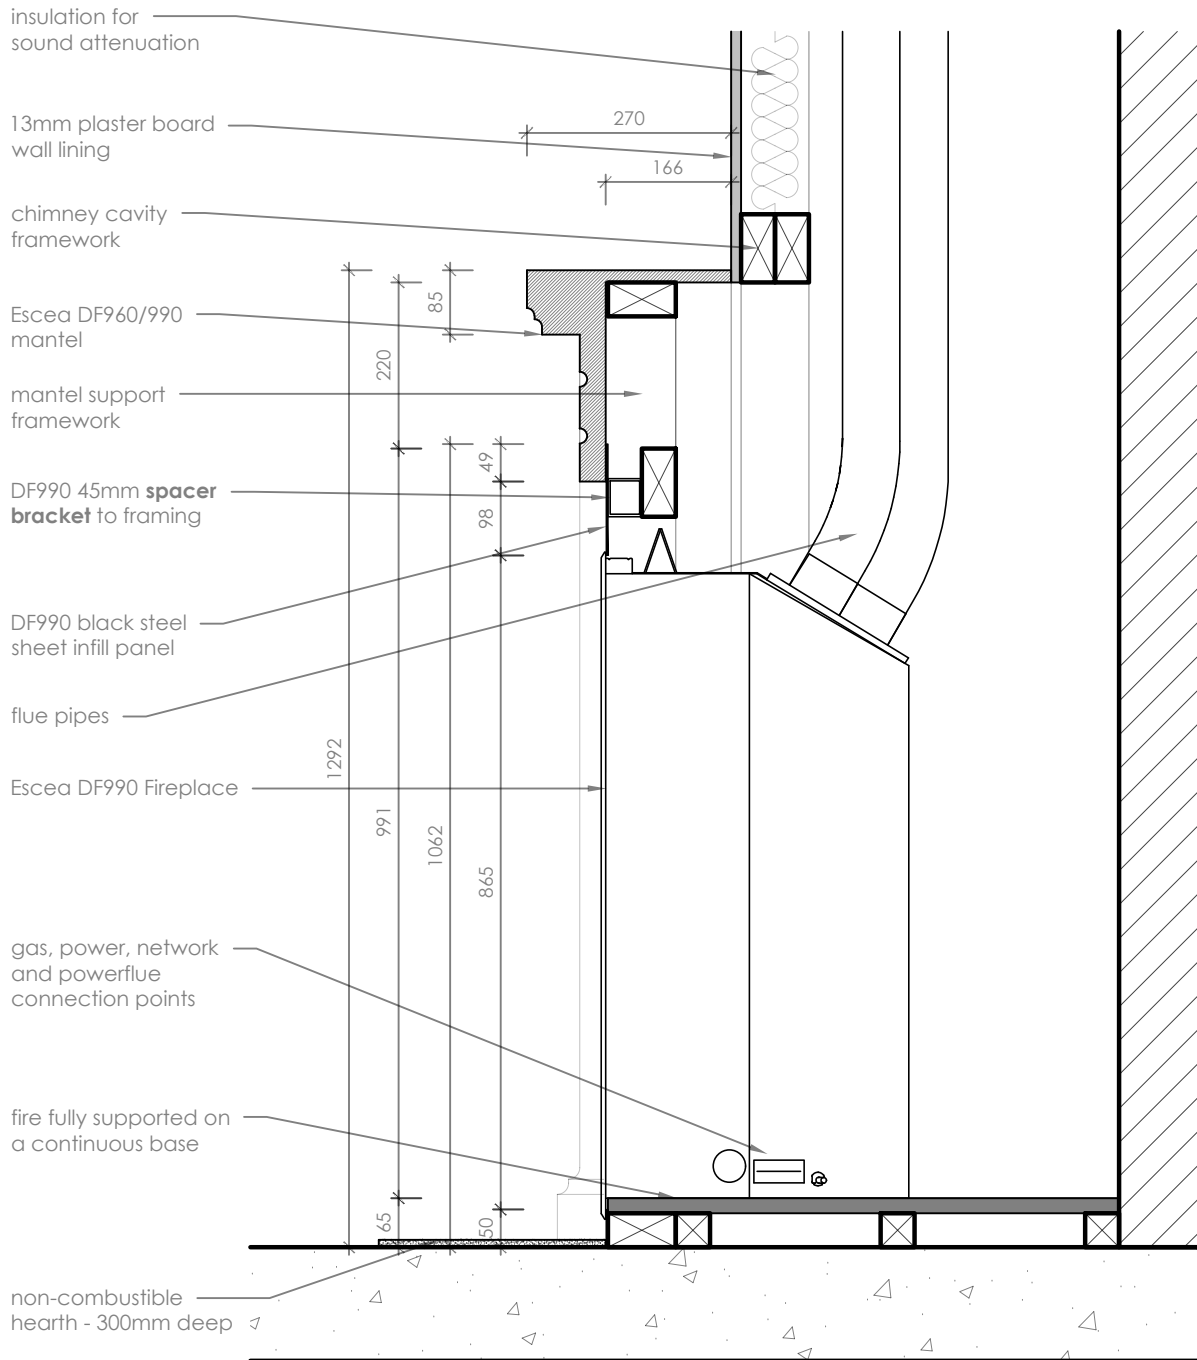 insulation for
sound attenuation
270
13mm plaster board
wall lining
166
chimney cavity
framework
85
Escea DF960/990
mantel
220
mantel support
framework
49
DF990 45mm spacer
bracket to framing
98
DF990 black steel
sheet infill panel
flue pipes
1292
Escea DF990 Fireplace
991
1062
865
gas, power, network
and powerflue
connection points
fire fully supported on
a continuous base
65
50
non-combustible
hearth - 300mm deep